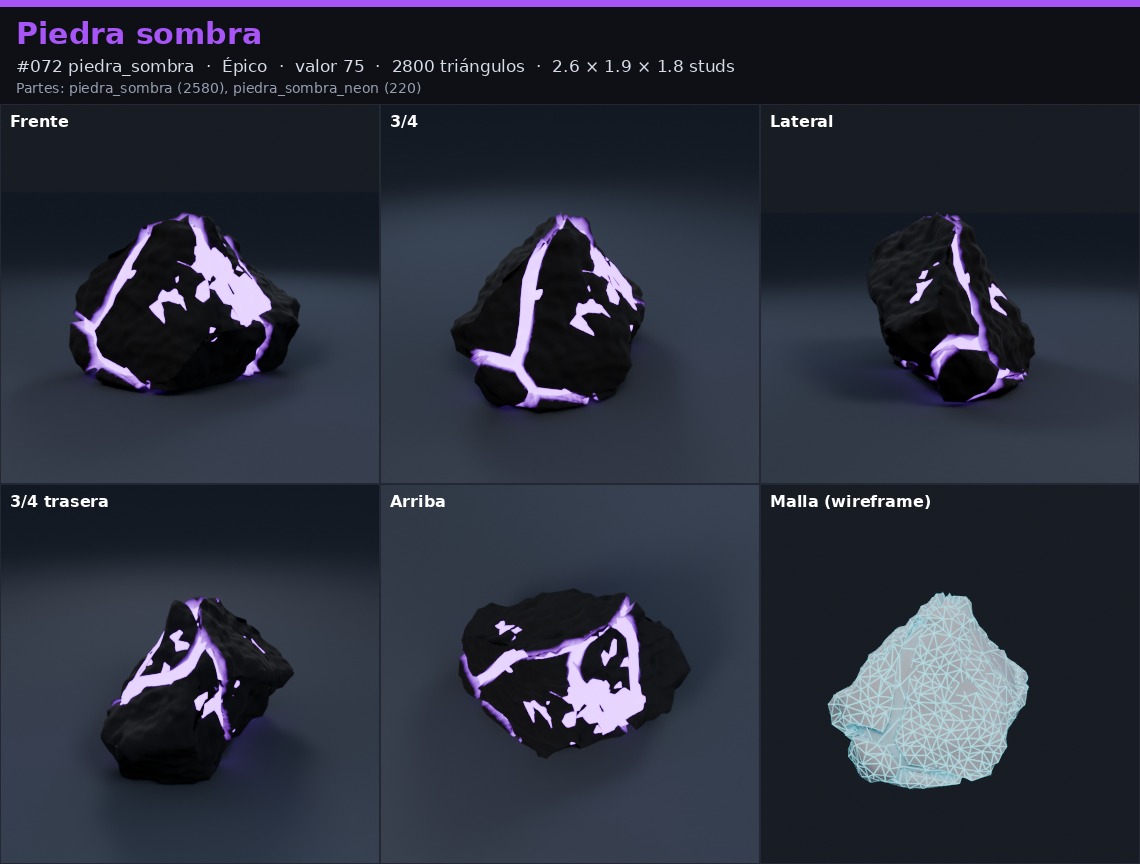 Piedra sombra
#072 piedra_sombra · Épico · valor 75 · 2800 triángulos · 2.6 × 1.9 × 1.8 studs
Partes: piedra_sombra (2580), piedra_sombra_neon (220)
Frente
3/4
Lateral
3/4 trasera
Arriba
Malla (wireframe)